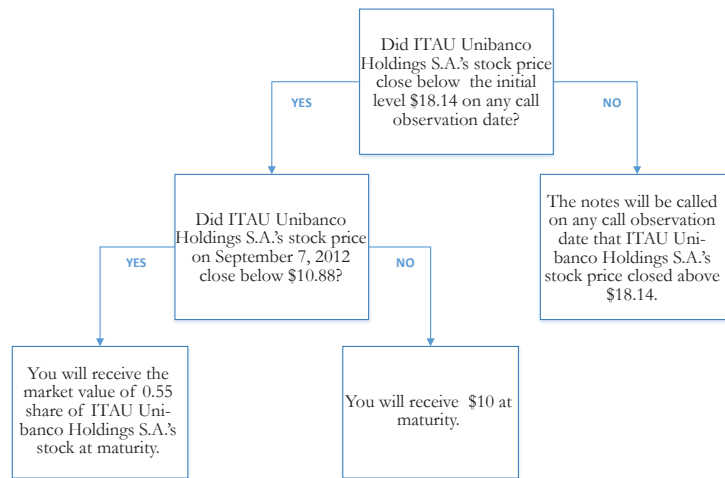 Did ITAU Unibanco
Holdings S.A.'s stock price
close below the initial
level $18.14 on any call
observation date?
YES
NO
Did ITAU Unibanco
Holdings S.A.'s stock price
on September 7, 2012
close below $10.88?
The notes will be called
on any call observation
date that ITAU Uni-
banco Holdings S.A.'s
stock price closed above
$18.14.
YES
NO
You will receive the
market value of 0.55
share of ITAU Uni-
banco Holdings S.A.'s
stock at maturity.
You will receive $10 at
maturity.